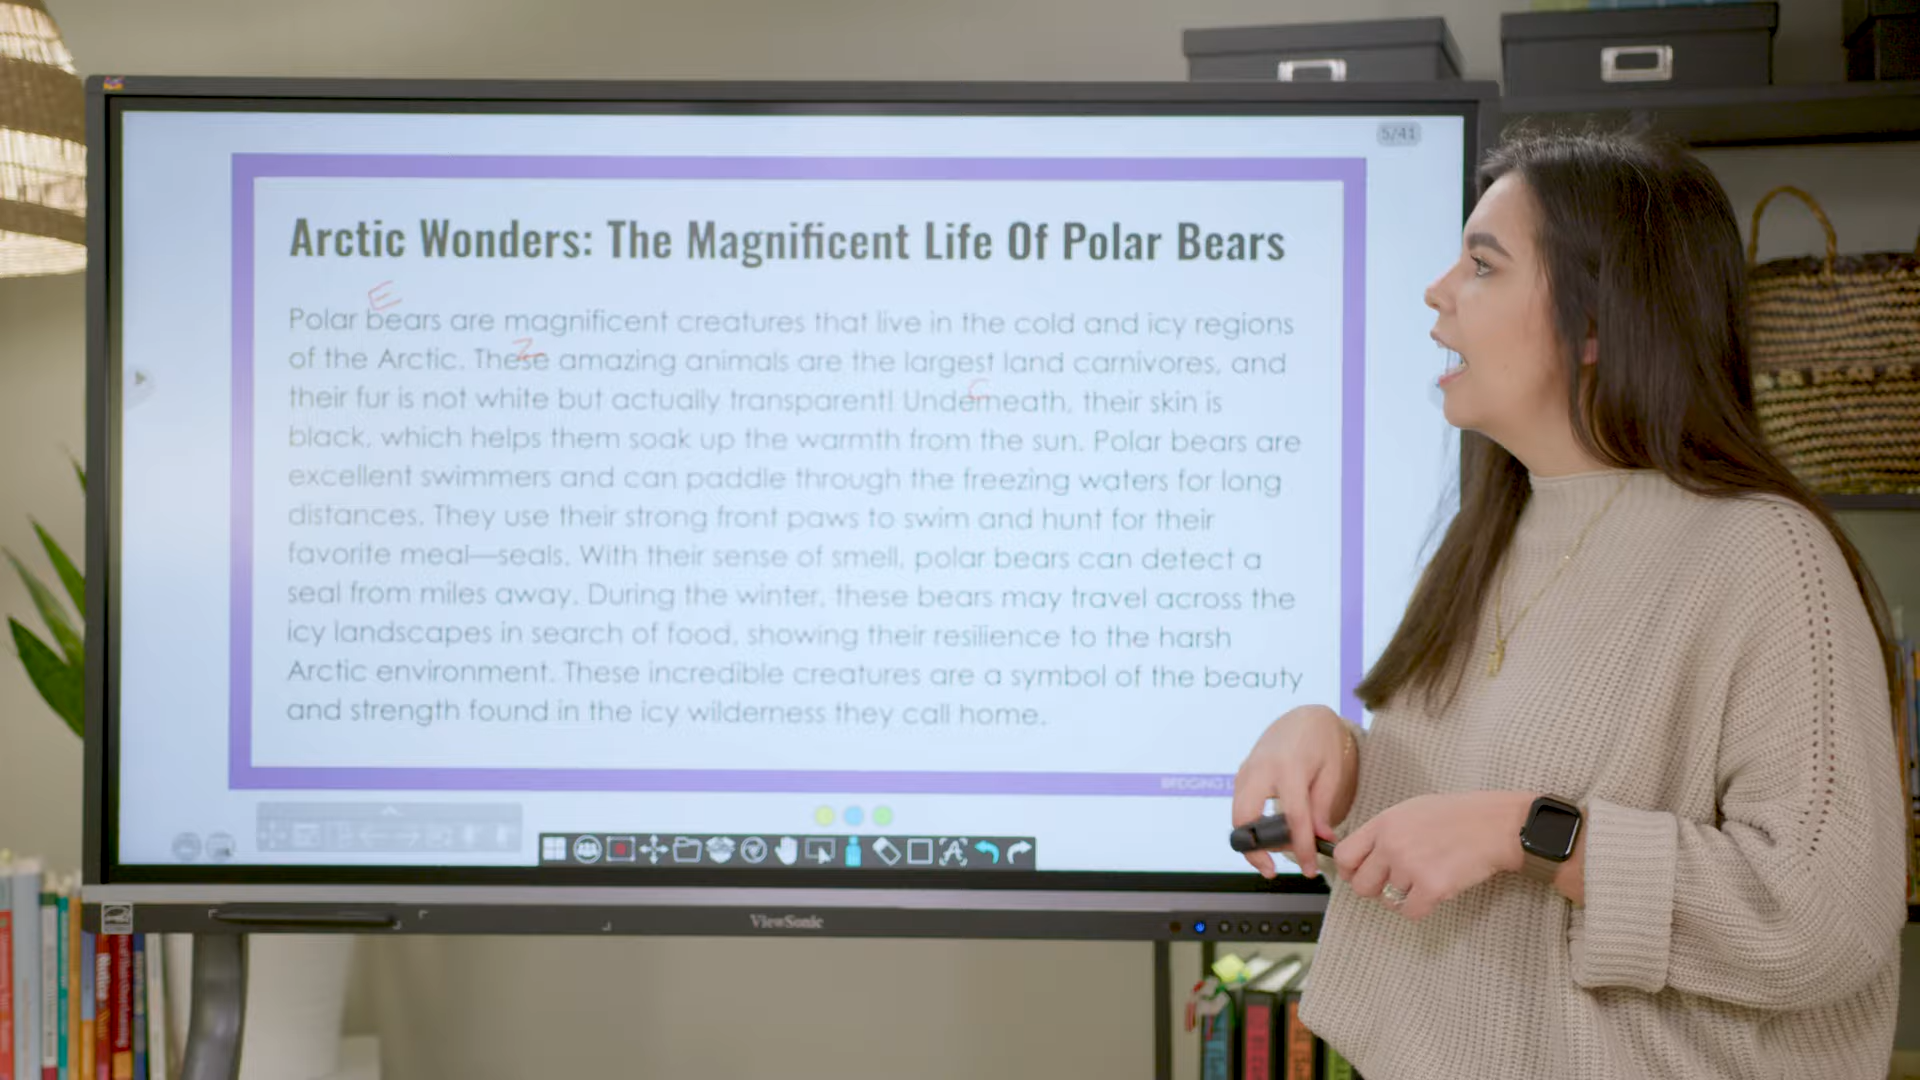 5/41
Arctic Wonders: The Magnificent Life Of Polar Bears
E
Polar bears are magnificent creatures that live in the cold and icy regions
Z
of the Arctic. These amazing animals are the largest land carnivores, and
C
their fur is not white but actually transparent! Underneath, their skin is
black, which helps them soak up the warmth from the sun. Polar bears are
excellent swimmers and can paddle through the freezing waters for long
distances. They use their strong front paws to swim and hunt for their
favorite meal—seals. With their sense of smell, polar bears can detect a
seal from miles away. During the winter, these bears may travel across the
icy landscapes in search of food, showing their resilience to the harsh
Arctic environment. These incredible creatures are a symbol of the beauty
and strength found in the icy wilderness they call home.
BRIDGING
ViewSonic